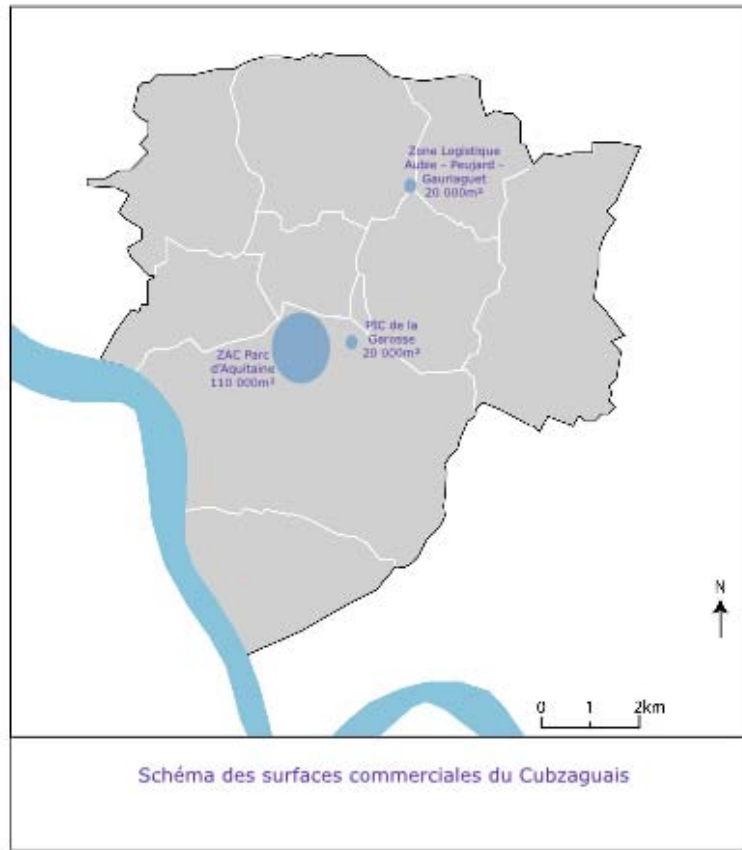 Zone Logistique
Aubie - Peujard -
Gauriaguet
20 000m²
PIC de la
Garosse
20 000m²
ZAC Parc
d'Aquitaine
110 000m²
N
0 1 2km
Schéma des surfaces commerciales du Cubzaguais